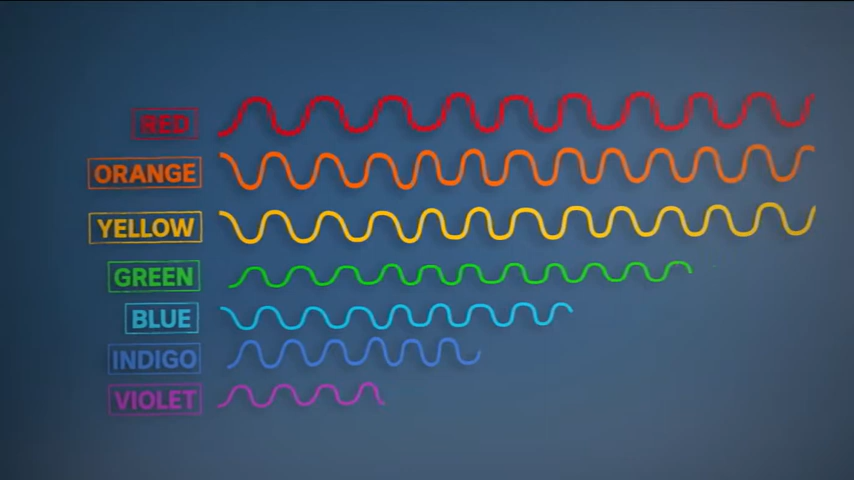 RED
ORANGE
YELLOW
GREEN
BLUE
INDIGO
VIOLET